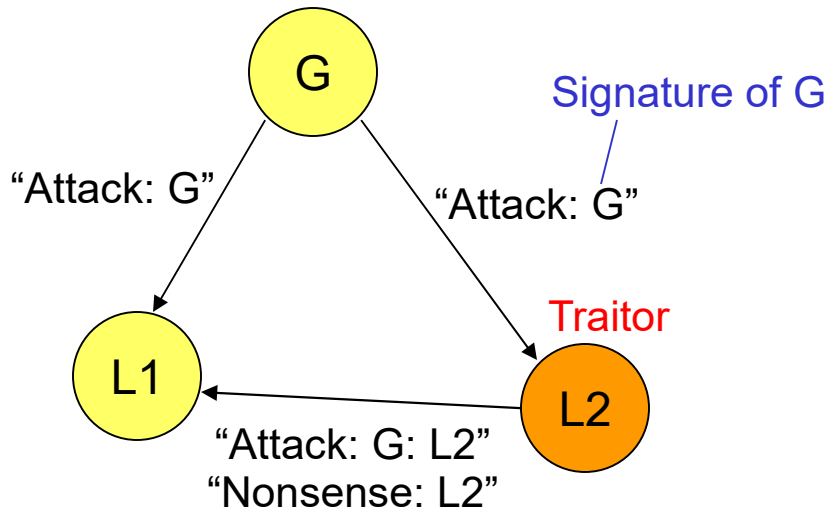 G
Signature of G
“Attack: G”
“Attack: G”
Traitor
L1
L2
“Attack: G: L2”
“Nonsense: L2”